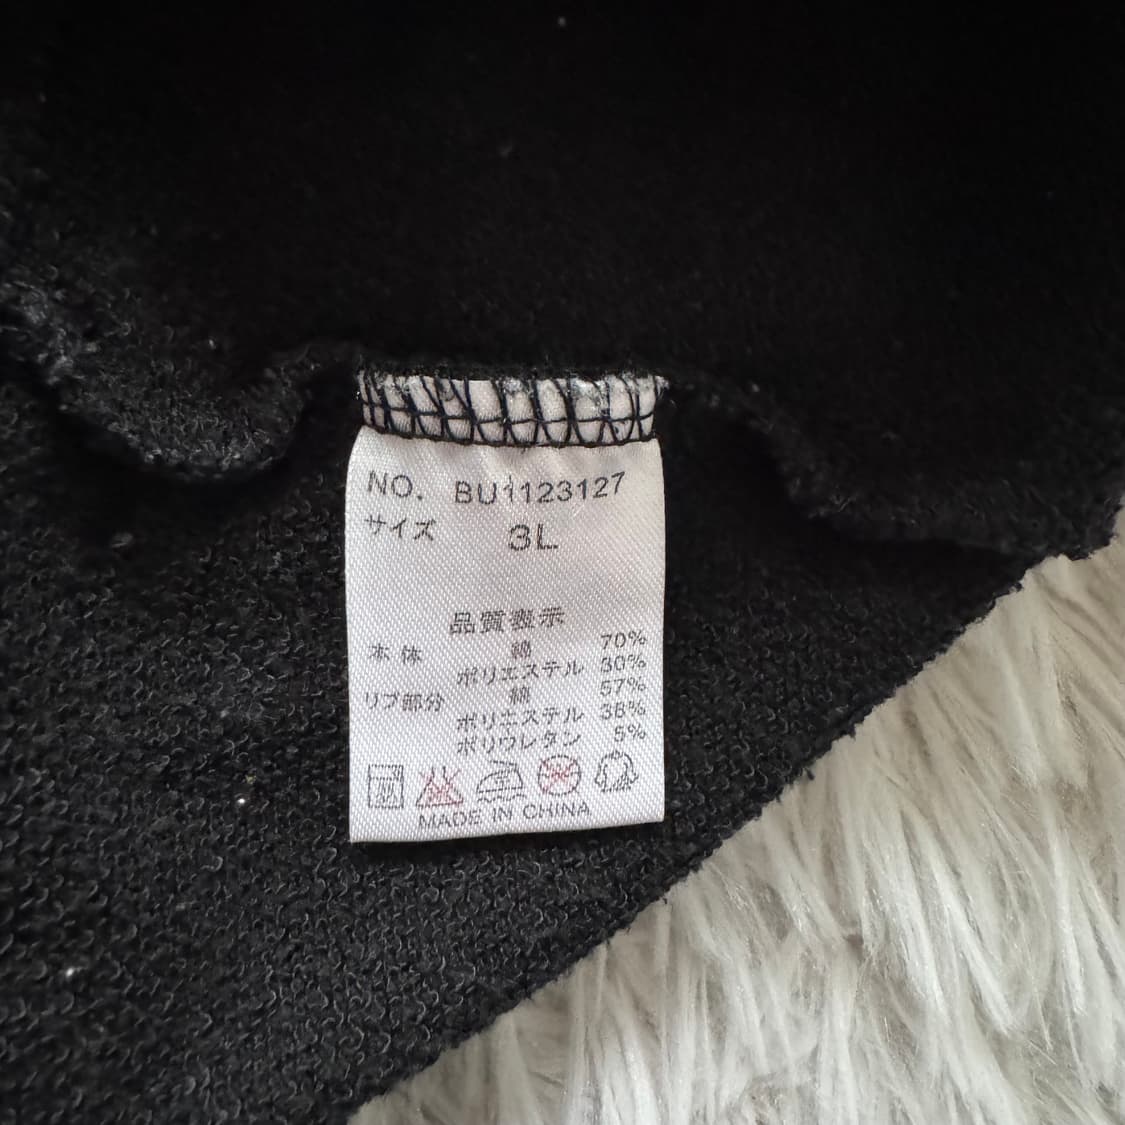 NO. BU1123127
サイズ 3L
品質表示
本体 綿 70%
ポリエステル 30%
リブ部分 綿 57%
ポリエステル 38%
ポリウレタン 5%
MADE IN CHINA